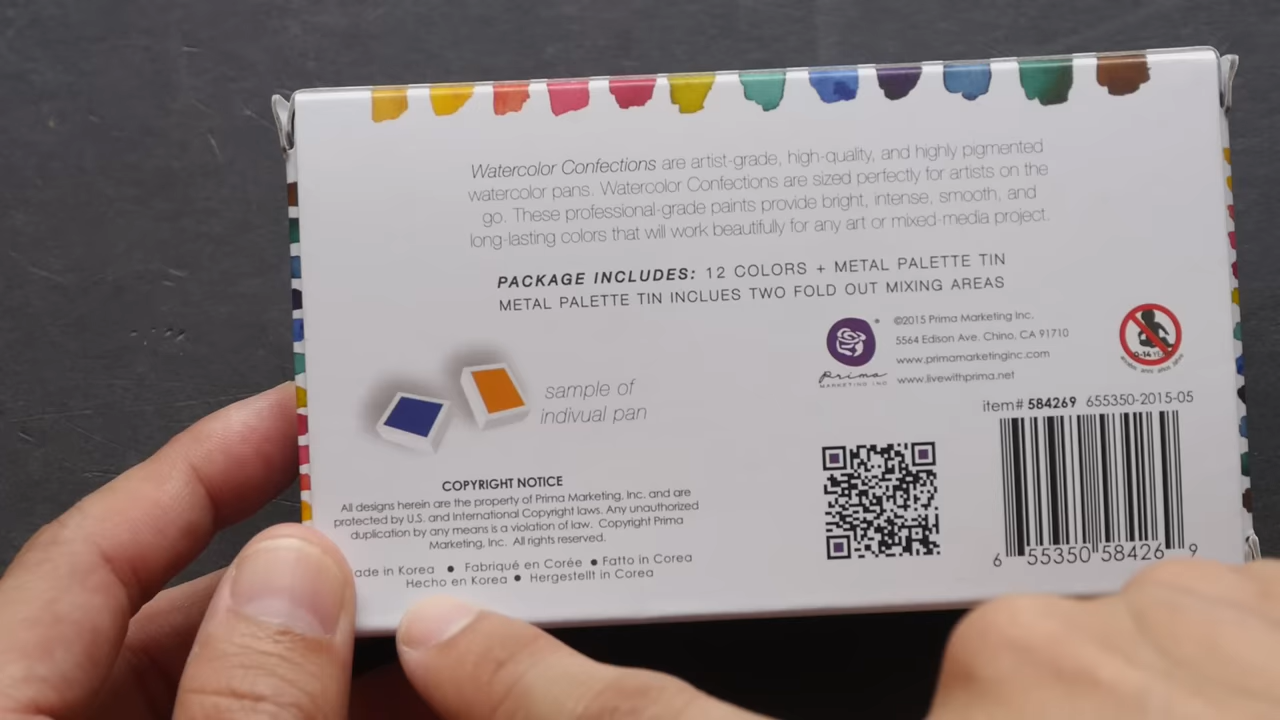 Watercolor Confections are artist-grade, high-quality, and highly pigmented
watercolor pans. Watercolor Confections are sized perfectly for artists on the
go. These professional-grade paints provide bright, intense, smooth, and
long-lasting colors that will work beautifully for any art or mixed-media project.
PACKAGE INCLUDES: 12 COLORS + METAL PALETTE TIN
METAL PALETTE TIN INCLUES TWO FOLD OUT MIXING AREAS
Prima
MARKETING INC
©2015 Prima Marketing Inc.
5564 Edison Ave. Chino, CA 91710
www.primamarketinginc.com
www.livewithprima.net
0-14
sample of
indivual pan
item# 584269 655350-2015-05
6 55350 58426 9
COPYRIGHT NOTICE
All designs herein are the property of Prima Marketing, Inc. and are
protected by U.S. and International Copyright laws. Any unauthorized
duplication by any means is a violation of law. Copyright Prima
Marketing, Inc. All rights reserved.
ade in Korea • Fabriqué en Corée • Fatto in Corea
Hecho en Korea • Hergestellt in Corea